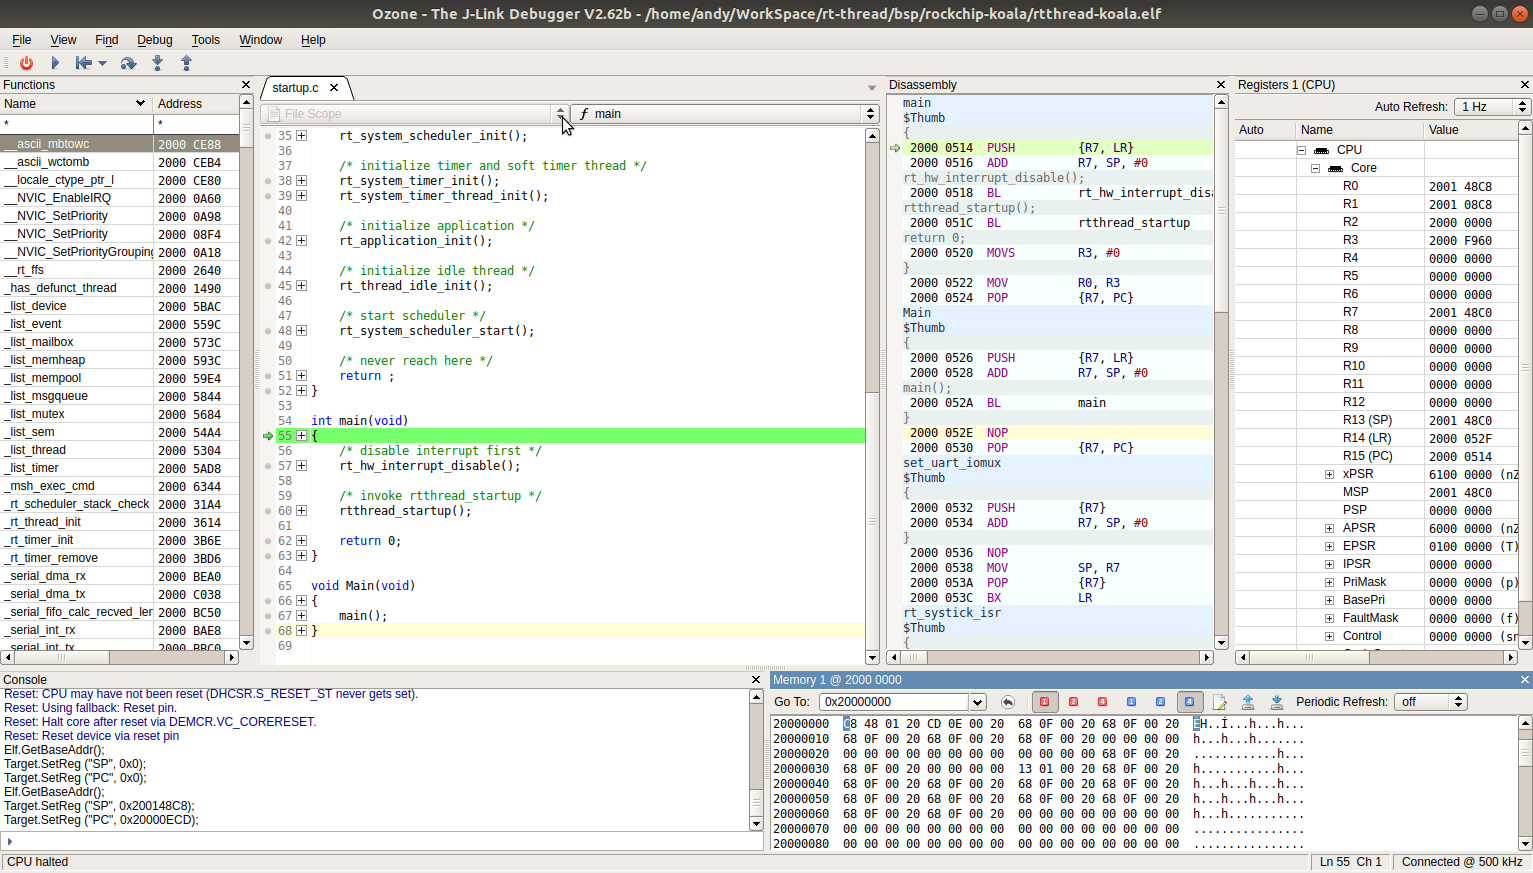 Ozone - The J-Link Debugger V2.62b - /home/andy/WorkSpace/rt-thread/bsp/rockchip-koala/rtthread-koala.elf
File View Find Debug Tools Window Help
Functions
Name Address
* *
__ascii_mbtowc 2000 CE88
__ascii_wctomb 2000 CEB4
__locale_ctype_ptr_l 2000 CE80
__NVIC_EnableIRQ 2000 0A60
__NVIC_SetPriority 2000 0A98
__NVIC_SetPriority 2000 08F4
__NVIC_SetPriorityGrouping 2000 0A18
__rt_ffs 2000 2640
_has_defunct_thread 2000 1490
_list_device 2000 5BAC
_list_event 2000 559C
_list_mailbox 2000 573C
_list_memheap 2000 593C
_list_mempool 2000 59E4
_list_msgqueue 2000 5844
_list_mutex 2000 5684
_list_sem 2000 54A4
_list_thread 2000 5304
_list_timer 2000 5AD8
_msh_exec_cmd 2000 6344
_rt_scheduler_stack_check 2000 31A4
_rt_thread_init 2000 3614
_rt_timer_init 2000 3B6E
_rt_timer_remove 2000 3BD6
_serial_dma_rx 2000 BEA0
_serial_dma_tx 2000 C038
_serial_fifo_calc_recved_len 2000 BC50
_serial_int_rx 2000 BAE8
_serial_int_tx 2000 BBC0
startup.c
File Scope
f main
35 rt_system_scheduler_init();
36
37 /* initialize timer and soft timer thread */
38 rt_system_timer_init();
39 rt_system_timer_thread_init();
40
41 /* initialize application */
42 rt_application_init();
43
44 /* initialize idle thread */
45 rt_thread_idle_init();
46
47 /* start scheduler */
48 rt_system_scheduler_start();
49
50 /* never reach here */
51 return ;
52 }
53
54 int main(void)
55 {
56 /* disable interrupt first */
57 rt_hw_interrupt_disable();
58
59 /* invoke rtthread_startup */
60 rtthread_startup();
61
62 return 0;
63 }
64
65 void Main(void)
66 {
67 main();
68 }
69
Disassembly
main
$Thumb
{
2000 0514 PUSH {R7, LR}
2000 0516 ADD R7, SP, #0
rt_hw_interrupt_disable();
2000 0518 BL rt_hw_interrupt_disa
rtthread_startup();
2000 051C BL rtthread_startup
return 0;
2000 0520 MOVS R3, #0
}
2000 0522 MOV R0, R3
2000 0524 POP {R7, PC}
Main
$Thumb
{
2000 0526 PUSH {R7, LR}
2000 0528 ADD R7, SP, #0
main();
2000 052A BL main
}
2000 052E NOP
2000 0530 POP {R7, PC}
set_uart_iomux
$Thumb
{
2000 0532 PUSH {R7}
2000 0534 ADD R7, SP, #0
}
2000 0536 NOP
2000 0538 MOV SP, R7
2000 053A POP {R7}
2000 053C BX LR
rt_systick_isr
$Thumb
{
Registers 1 (CPU)
Auto Refresh: 1 Hz
Auto Name Value
CPU
Core
R0 2001 48C8
R1 2001 08C8
R2 2000 0000
R3 2000 F960
R4 0000 0000
R5 0000 0000
R6 0000 0000
R7 2001 48C0
R8 0000 0000
R9 0000 0000
R10 0000 0000
R11 0000 0000
R12 0000 0000
R13 (SP) 2001 48C0
R14 (LR) 2000 052F
R15 (PC) 2000 0514
xPSR 6100 0000 (nZ
MSP 2001 48C0
PSP 0000 0000
APSR 6000 0000 (nZ
EPSR 0100 0000 (T)
IPSR 0000 0000
PriMask 0000 0000 (p)
BasePri 0000 0000
FaultMask 0000 0000 (f)
Control 0000 0000 (sr
Console
Reset: CPU may have not been reset (DHCSR.S_RESET_ST never gets set).
Reset: Using fallback: Reset pin.
Reset: Halt core after reset via DEMCR.VC_CORERESET.
Reset: Reset device via reset pin
Elf.GetBaseAddr();
Target.SetReg ("SP", 0x0);
Target.SetReg ("PC", 0x0);
Elf.GetBaseAddr();
Target.SetReg ("SP", 0x200148C8);
Target.SetReg ("PC", 0x20000ECD);
Memory 1 @ 2000 0000
Go To: 0x20000000 1 2 4 1 2 4 Periodic Refresh: off
20000000 C8 48 01 20 CD 0E 00 20 68 0F 00 20 68 0F 00 20 ÈH.. Í.. h.. h..
20000010 68 0F 00 20 68 0F 00 20 68 0F 00 20 00 00 00 00 h...h...h.......
20000020 00 00 00 00 00 00 00 00 00 00 00 00 68 0F 00 20 ............h...
20000030 68 0F 00 20 00 00 00 00 13 01 00 20 68 0F 00 20 h...........h...
20000040 68 0F 00 20 68 0F 00 20 68 0F 00 20 68 0F 00 20 h...h...h...h...
20000050 68 0F 00 20 68 0F 00 20 68 0F 00 20 68 0F 00 20 h...h...h...h...
20000060 68 0F 00 20 68 0F 00 20 00 00 00 00 00 00 00 00 h...h...........
20000070 00 00 00 00 00 00 00 00 00 00 00 00 00 00 00 00 ................
20000080 00 00 00 00 00 00 00 00 00 00 00 00 00 00 00 00 ................
CPU halted
Ln 55 Ch 1
Connected @ 500 kHz